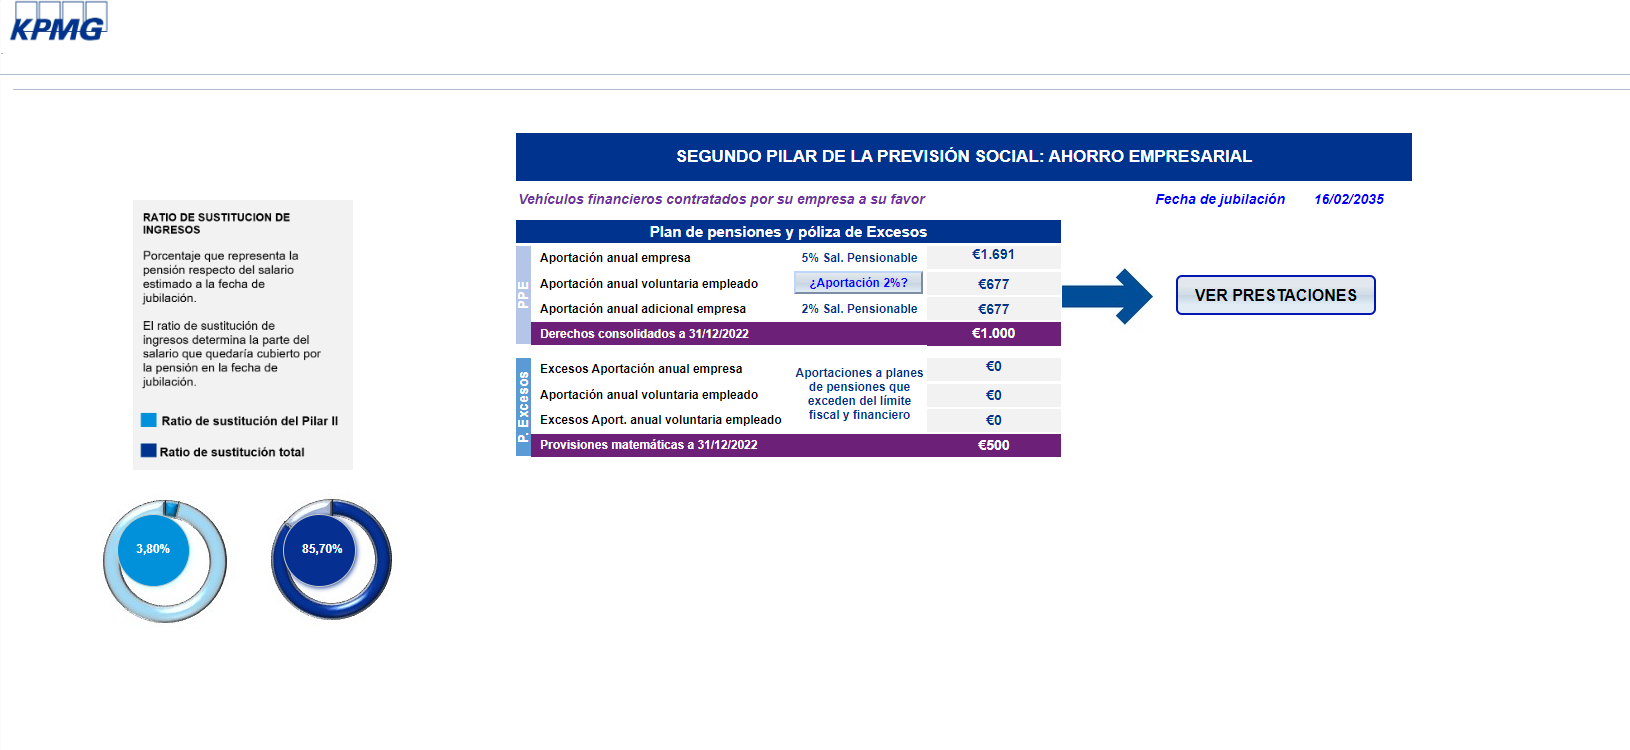 KPMG
SEGUNDO PILAR DE LA PREVISIÓN SOCIAL: AHORRO EMPRESARIAL
Vehículos financieros contratados por su empresa a su favor
Fecha de jubilación 16/02/2035
RATIO DE SUSTITUCION DE
INGRESOS
Porcentaje que representa la
pensión respecto del salario
estimado a la fecha de
jubilación.
El ratio de sustitución de
ingresos determina la parte del
salario que quedaría cubierto por
la pensión en la fecha de
jubilación.
Ratio de sustitución del Pilar II
Ratio de sustitución total
3,80%
85,70%
Plan de pensiones y póliza de Excesos
PPE
Aportación anual empresa 5% Sal. Pensionable €1.691
Aportación anual voluntaria empleado ¿Aportación 2%? €677
Aportación anual adicional empresa 2% Sal. Pensionable €677
Derechos consolidados a 31/12/2022 €1.000
P. Excesos
Excesos Aportación anual empresa €0
Aportación anual voluntaria empleado €0
Excesos Aport. anual voluntaria empleado €0
Aportaciones a planes
de pensiones que
exceden del límite
fiscal y financiero
Provisiones matemáticas a 31/12/2022 €500
VER PRESTACIONES